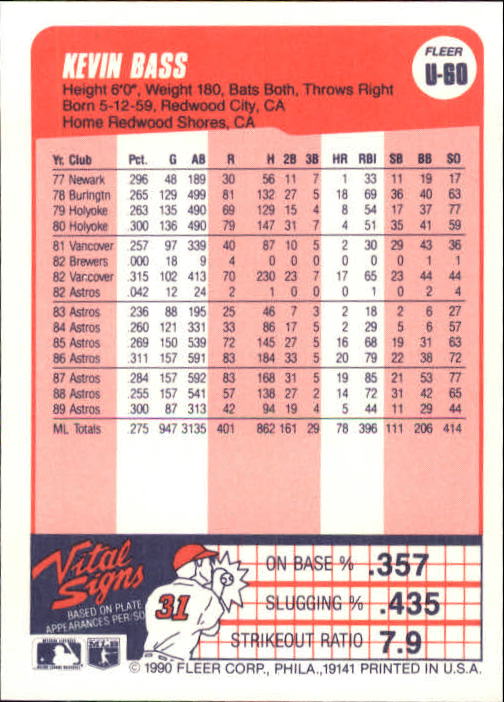 KEVIN BASS
FLEER
U-60
Height 6'0", Weight 180, Bats Both, Throws Right
Born 5-12-59, Redwood City, CA
Home Redwood Shores, CA
Yr. Club Pct. G AB R H 2B 3B HR RBI SB BB SO
77 Newark .296 48 189 30 56 11 7 1 33 11 19 17
78 Burlngtn .265 129 499 81 132 27 5 18 69 36 40 63
79 Holyoke .263 135 490 69 129 15 4 8 54 17 37 77
80 Holyoke .300 136 490 79 147 31 7 4 51 35 41 59
81 Vancover .257 97 339 40 87 10 5 2 30 29 43 36
82 Brewers .000 18 9 4 0 0 0 0 0 0 1 1
82 Vancover .315 102 413 70 230 23 7 17 65 23 44 44
82 Astros .042 12 24 2 1 0 0 0 1 0 2 4
83 Astros .236 88 195 25 46 7 3 2 18 2 6 27
84 Astros .260 121 331 33 86 17 5 2 29 5 6 57
85 Astros .269 150 539 72 145 27 5 16 68 19 31 63
86 Astros .311 157 591 83 184 33 5 20 79 22 38 72
87 Astros .284 157 592 83 168 31 5 19 85 21 53 77
88 Astros .255 157 541 57 138 27 2 14 72 31 42 65
89 Astros .300 87 313 42 94 19 4 5 44 11 29 44
ML Totals .275 947 3135 401 862 161 29 78 396 111 206 414
Vital
Signs
BASED ON PLATE
APPEARANCES PER/SO
31
ON BASE % .357
SLUGGING % .435
STRIKEOUT RATIO 7.9
© 1990 FLEER CORP., PHILA., 19141 PRINTED IN U.S.A.